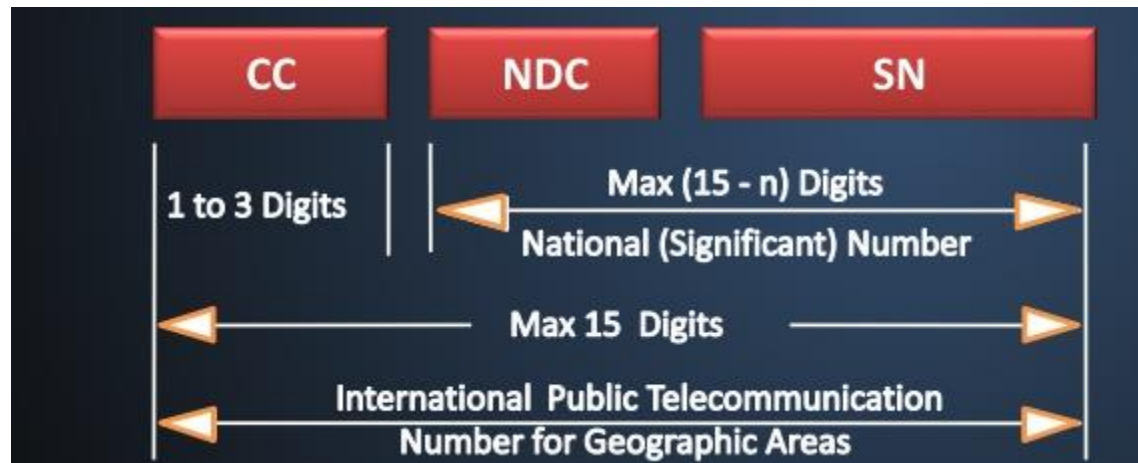 CC NDC SN
1 to 3 Digits
Max (15 - n) Digits
National (Significant) Number
Max 15 Digits
International Public Telecommunication
Number for Geographic Areas